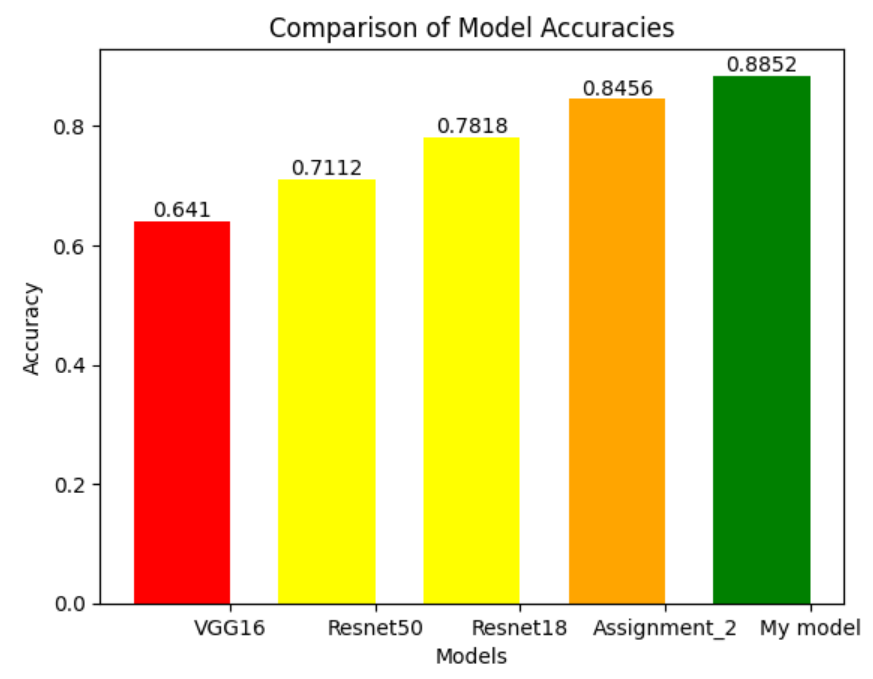 Comparison of Model Accuracies
0.8852
0.8456
0.7818
0.7112
0.641
0.8
0.6
0.4
0.2
0.0
Accuracy
VGG16 Resnet50 Resnet18 Assignment_2 My model
Models